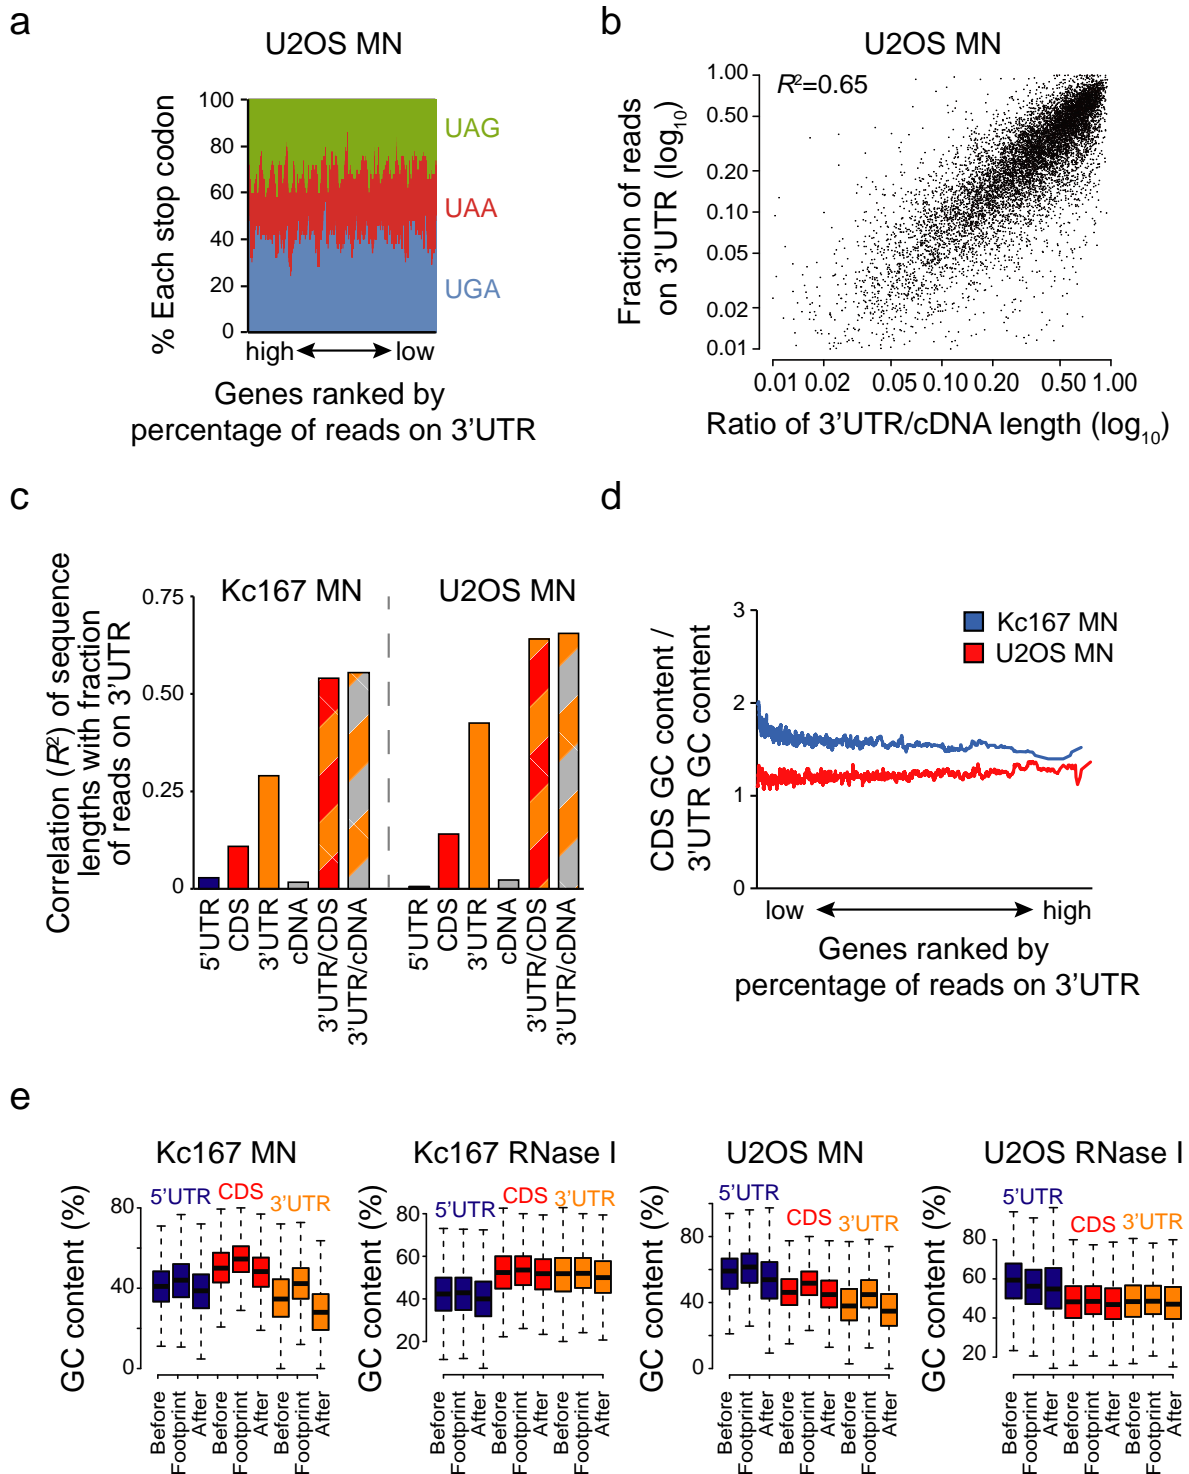 a
U2OS MN
% Each stop codon
100
80
60
40
20
0
UAG
UAA
UGA
high
low
Genes ranked by
percentage of reads on 3'UTR
b
U2OS MN
R²=0.65
Fraction of reads
on 3'UTR (log₁₀)
1.00
0.50
0.20
0.10
0.05
0.02
0.01
0.01 0.02 0.05 0.10 0.20 0.50 1.00
Ratio of 3'UTR/cDNA length (log₁₀)
c
Correlation (R²) of sequence
lengths with fraction
of reads on 3'UTR
Kc167 MN
U2OS MN
0.75
0.50
0.25
0
5'UTR
CDS
3'UTR
cDNA
3'UTR/CDS
3'UTR/cDNA
5'UTR
CDS
3'UTR
cDNA
3'UTR/CDS
3'UTR/cDNA
d
CDS GC content /
3'UTR GC content
3
2
1
0
Kc167 MN
U2OS MN
low
high
Genes ranked by
percentage of reads on 3'UTR
e
Kc167 MN
GC content (%)
80
40
0
5'UTR
CDS
3'UTR
Before
Footprint
After
Before
Footprint
After
Before
Footprint
After
Kc167 RNase I
GC content (%)
80
60
40
20
5'UTR
CDS
3'UTR
Before
Footprint
After
Before
Footprint
After
Before
Footprint
After
U2OS MN
GC content (%)
80
40
0
5'UTR
CDS
3'UTR
Before
Footprint
After
Before
Footprint
After
Before
Footprint
After
U2OS RNase I
GC content (%)
80
60
40
20
5'UTR
CDS
3'UTR
Before
Footprint
After
Before
Footprint
After
Before
Footprint
After